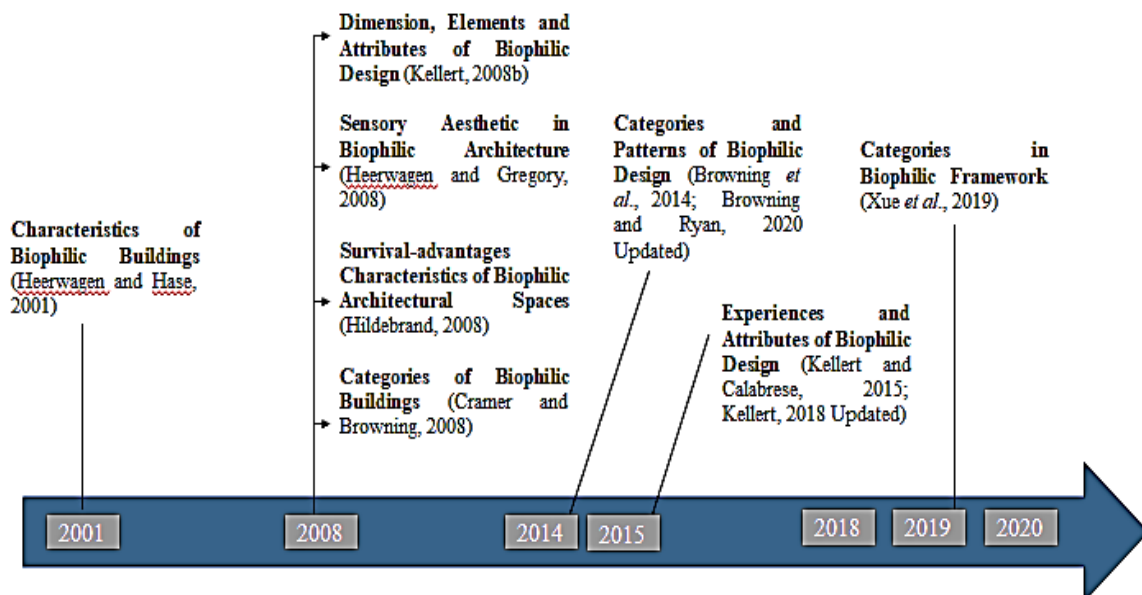 Dimension, Elements and
Attributes of Biophilic
Design (Kellert, 2008b)
Sensory Aesthetic in
Biophilic Architecture
(Heerwagen and Gregory,
2008)
Survival-advantages
Characteristics of Biophilic
Architectural Spaces
(Hildebrand, 2008)
Categories of Biophilic
Buildings (Cramer and
Browning, 2008)
Characteristics of
Biophilic Buildings
(Heerwagen and Hase,
2001)
Categories and
Patterns of Biophilic
Design (Browning et
al., 2014; Browning
and Ryan, 2020
Updated)
Experiences and
Attributes of Biophilic
Design (Kellert and
Calabrese, 2015;
Kellert, 2018 Updated)
Categories in
Biophilic Framework
(Xue et al., 2019)
2001
2008
2014
2015
2018
2019
2020